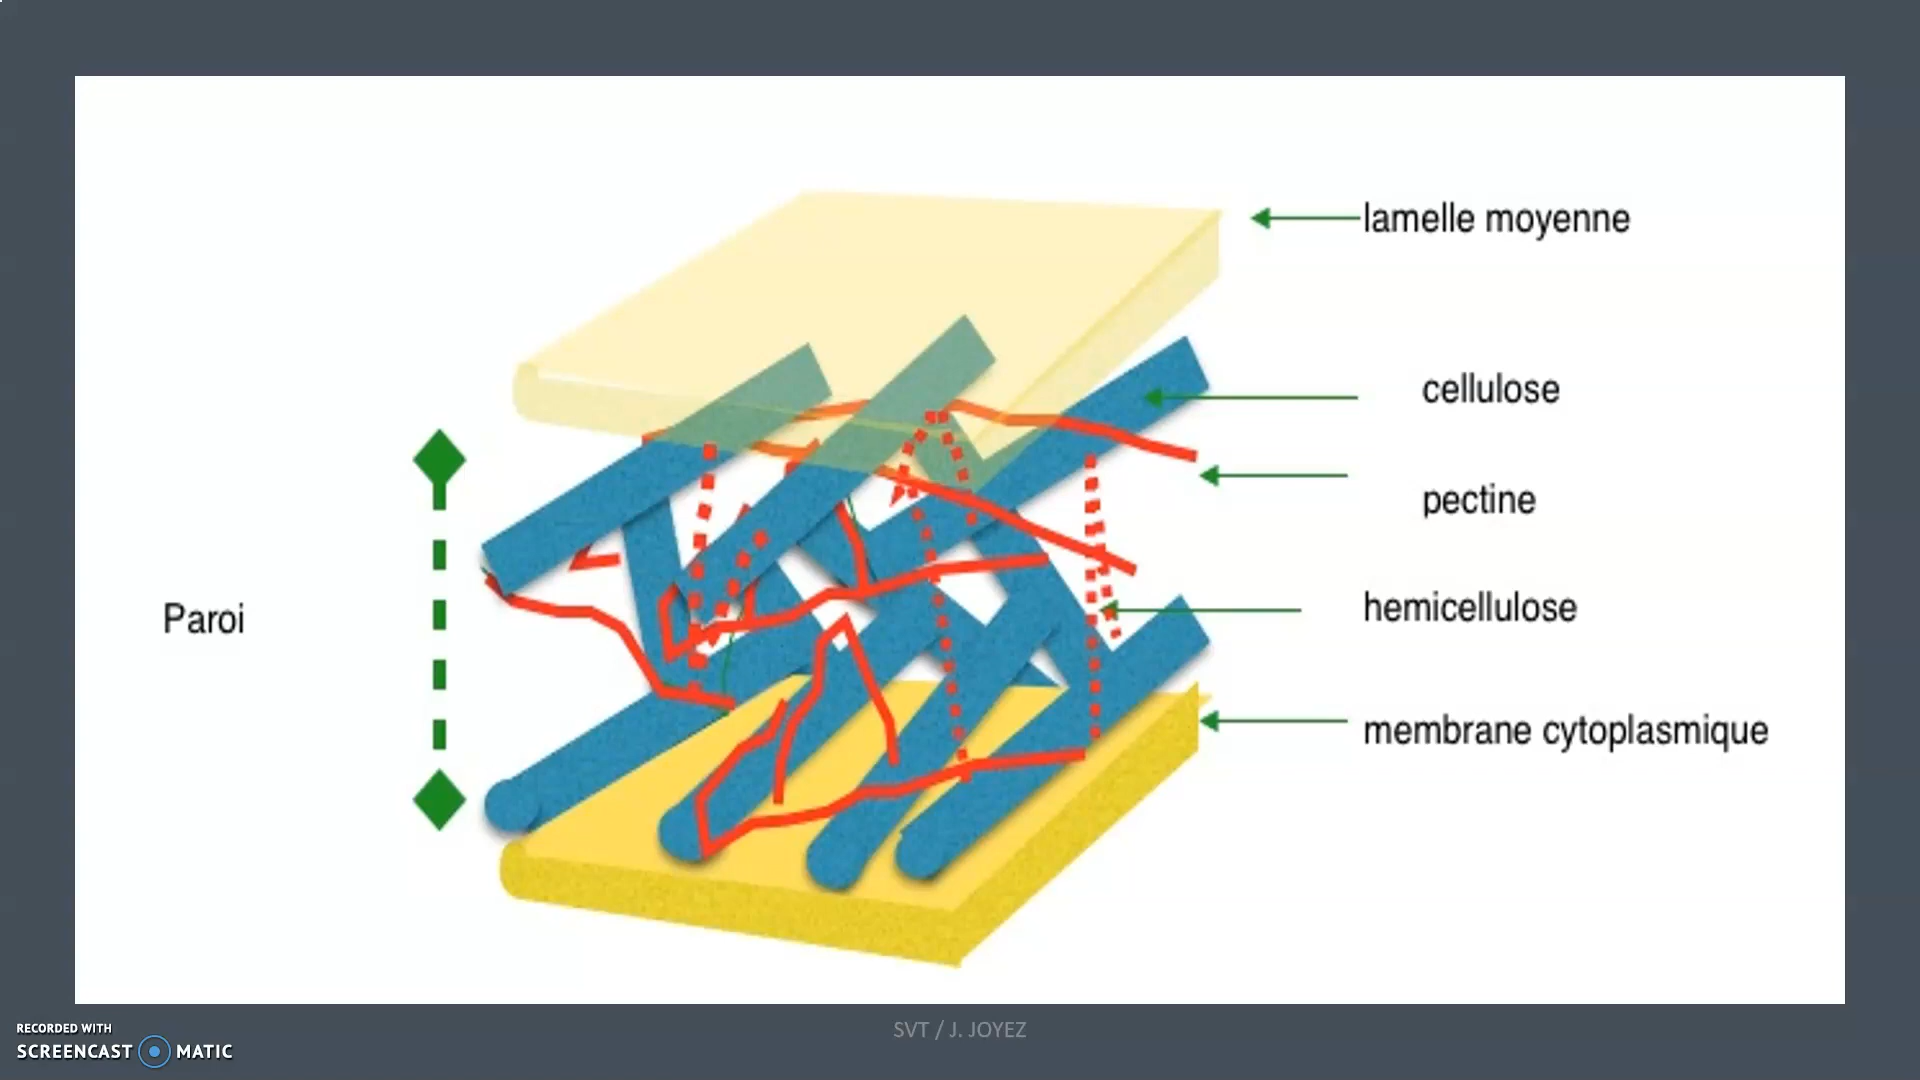 lamelle moyenne
cellulose
pectine
Paroi
hemicellulose
membrane cytoplasmique
SVT / J. JOYEZ
RECORDED WITH
SCREENCAST MATIC